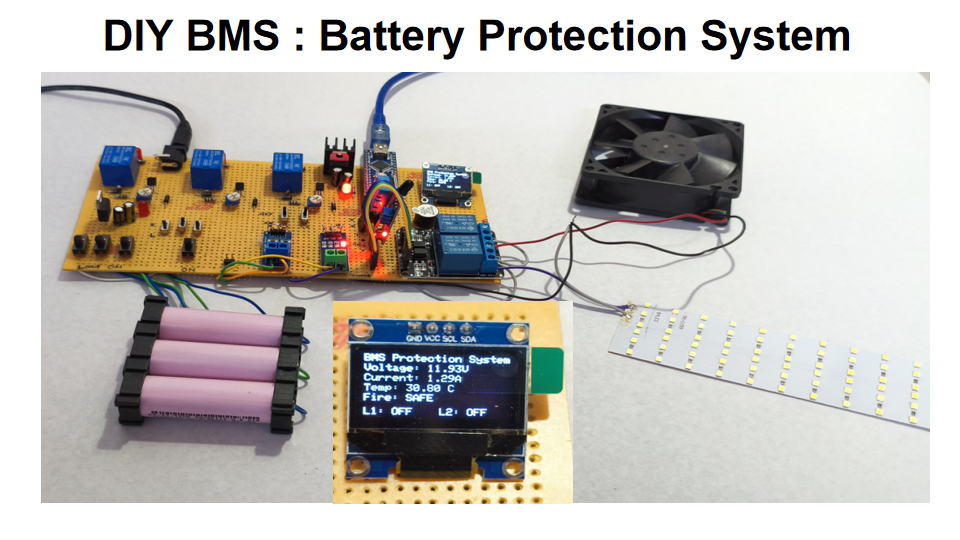 DIY BMS : Battery Protection System
ON
GND VCC SCL SDA
BMS Protection System
Voltage: 11.93V
Current: 1.29A
Temp: 30.80 C
Fire: SAFE
L1: OFF L2: OFF